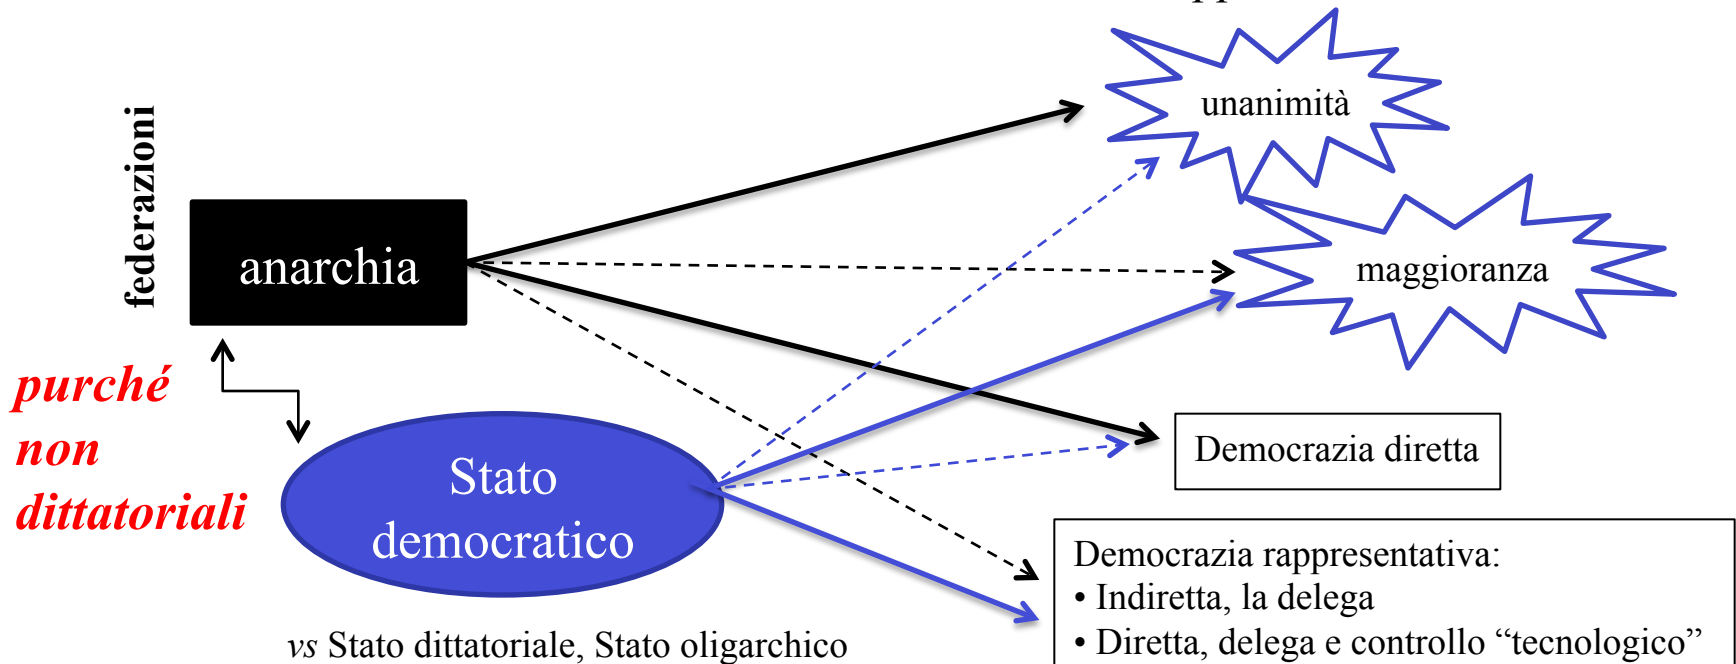 unanimità
federazioni
anarchia
maggioranza
purché
non
dittatoriali
Stato
democratico
Democrazia diretta
Democrazia rappresentativa:
• Indiretta, la delega
• Diretta, delega e controllo “tecnologico”
vs Stato dittatoriale, Stato oligarchico